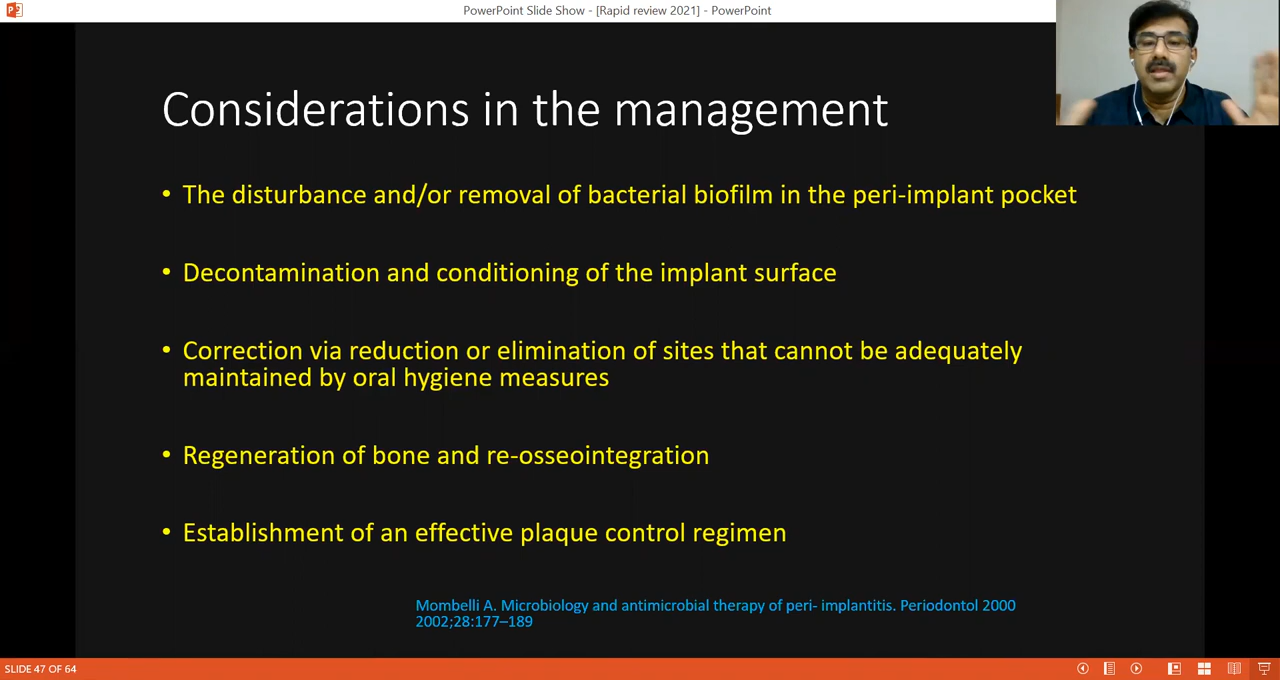 PowerPoint Slide Show - [Rapid review 2021] - PowerPoint
Considerations in the management
• The disturbance and/or removal of bacterial biofilm in the peri-implant pocket
• Decontamination and conditioning of the implant surface
• Correction via reduction or elimination of sites that cannot be adequately
maintained by oral hygiene measures
• Regeneration of bone and re-osseointegration
• Establishment of an effective plaque control regimen
Mombelli A. Microbiology and antimicrobial therapy of peri- implantitis. Periodontol 2000
2002;28:177–189
SLIDE 47 OF 64